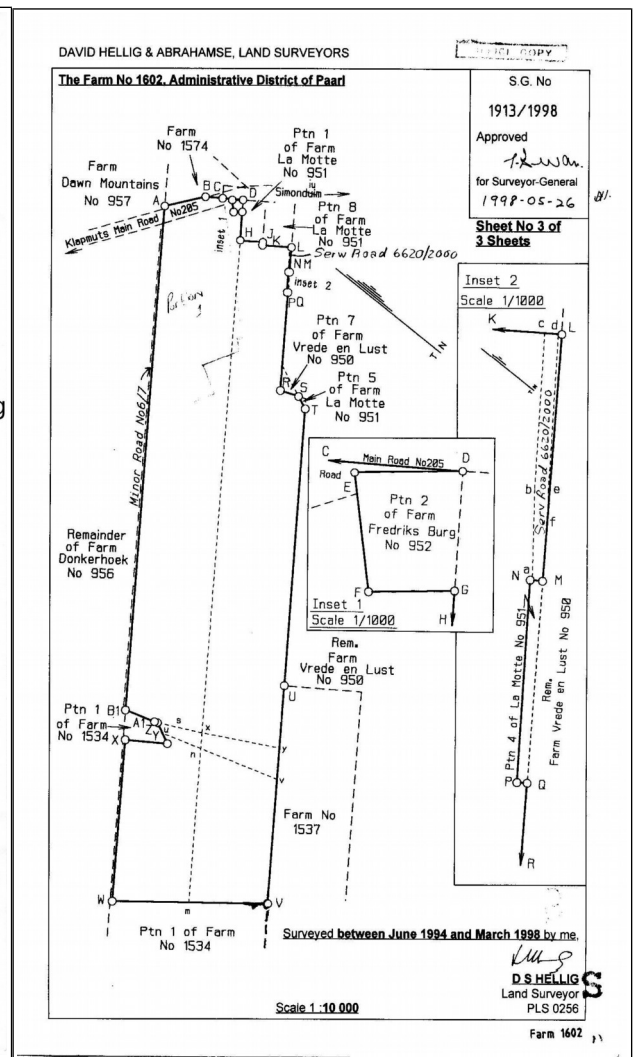 DAVID HELLIG & ABRAHAMSE, LAND SURVEYORS
COPY
The Farm No 1602, Administrative District of Paarl
S.G. No
1913/1998
Approved
for Surveyor-General
1998-05-26
Sheet No 3 of
3 Sheets
Farm
No 1574
Ptn 1
of Farm
La Motte
No 951
Farm
Dawn Mountains
No 957
A
B
C
D
Simondium
Klapmuts Main Road No205
inset 1
H
J
K
L
Ptn 8
of Farm
La Motte
No 951
Serv Road 6620/2000
N M
inset 2
P Q
T N
Ptn 7
of Farm
Vrede en Lust
No 950
R
S
Ptn 5
of Farm
La Motte
No 951
T
Minor Road No6/7
Inset 2
Scale 1/1000
K
c
d
L
T N
Serv Road 6620/2000
b
e
f
N
a
M
Ptn 4 of La Motte No 951
Rem.
Farm Vrede en Lust No 950
P
Q
R
C
Main Road No205
D
Road
E
Ptn 2
of Farm
Fredriks Burg
No 952
F
G
Inset 1
Scale 1/1000
H
Remainder
of Farm
Donkerhoek
No 956
Rem.
Farm
Vrede en Lust
No 950
U
Ptn 1
of Farm
No 1534
B1
A1
Z
Y
X
u
s
x
n
y
v
Farm No
1537
W
m
V
Ptn 1 of Farm
No 1534
Surveyed between June 1994 and March 1998 by me,
D S HELLIG
Land Surveyor
PLS 0256
S
Scale 1 :10 000
Farm 1602
g